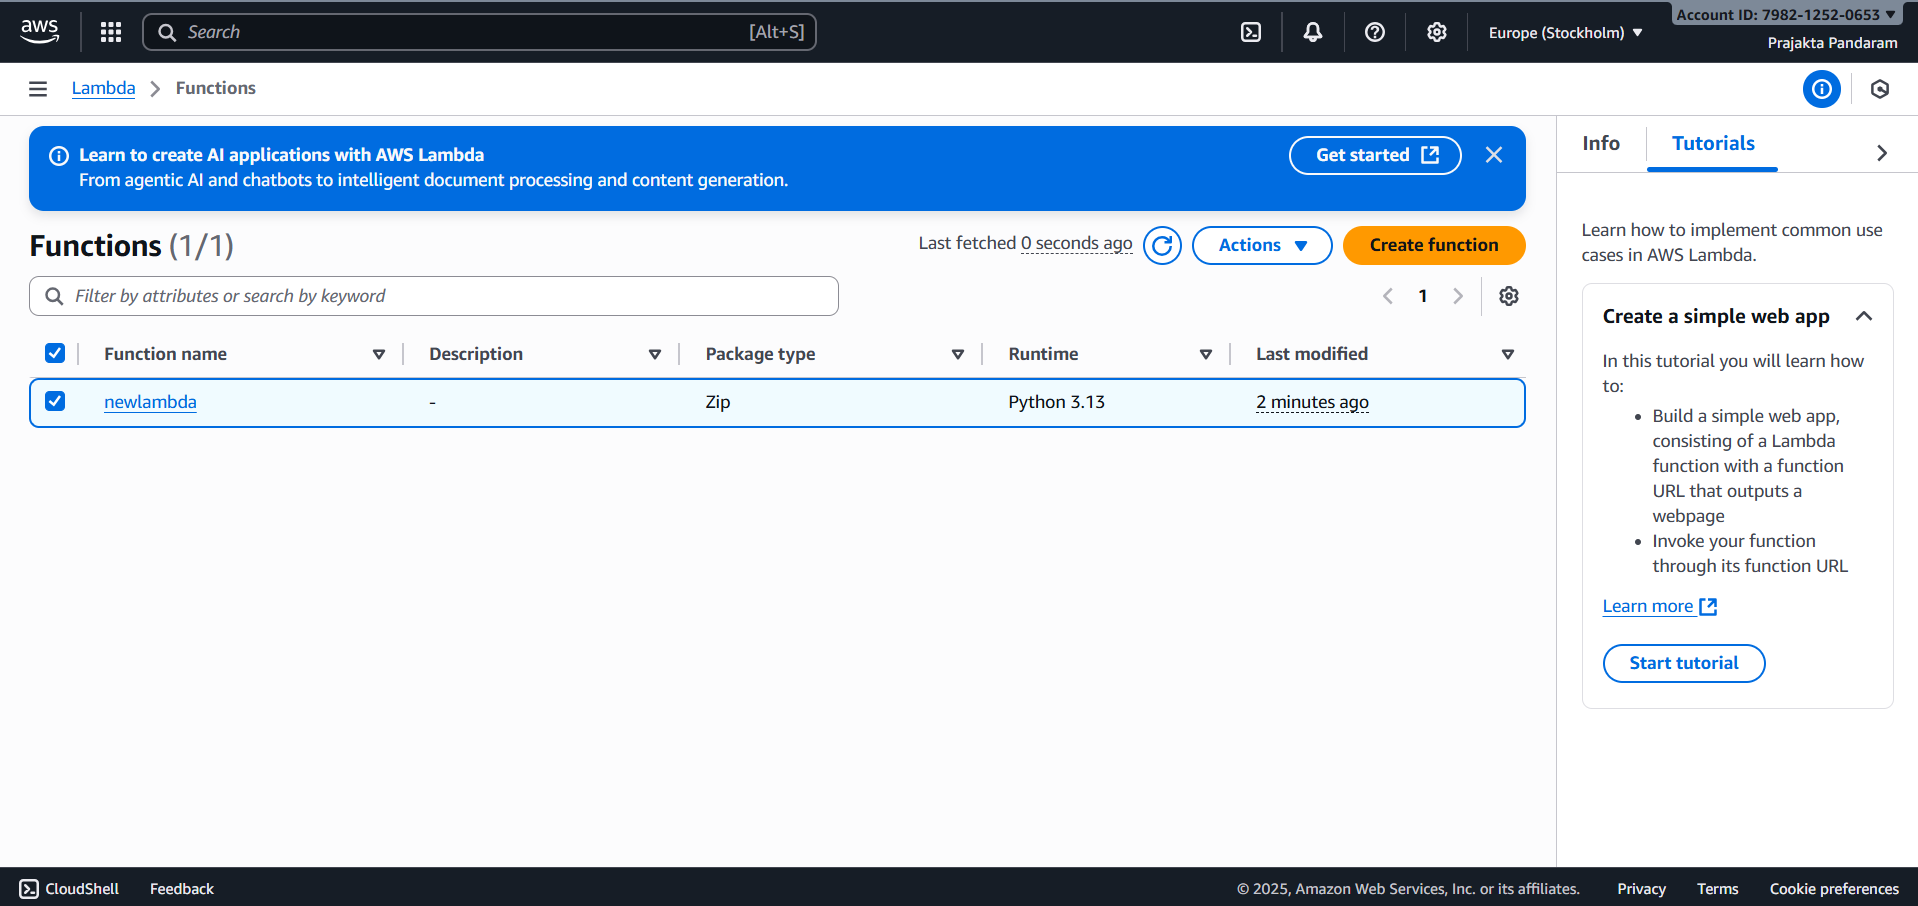 aws
Search [Alt+S]
Europe (Stockholm)
Account ID: 7982-1252-0653
Prajakta Pandaram
Lambda > Functions
Learn to create AI applications with AWS Lambda
From agentic AI and chatbots to intelligent document processing and content generation.
Get started
Functions (1/1)
Last fetched 0 seconds ago
Actions
Create function
Filter by attributes or search by keyword
1
Function name Description Package type Runtime Last modified
newlambda - Zip Python 3.13 2 minutes ago
Info
Tutorials
Learn how to implement common use
cases in AWS Lambda.
Create a simple web app
In this tutorial you will learn how
to:
• Build a simple web app,
consisting of a Lambda
function with a function
URL that outputs a
webpage
• Invoke your function
through its function URL
Learn more
Start tutorial
CloudShell
Feedback
© 2025, Amazon Web Services, Inc. or its affiliates.
Privacy
Terms
Cookie preferences